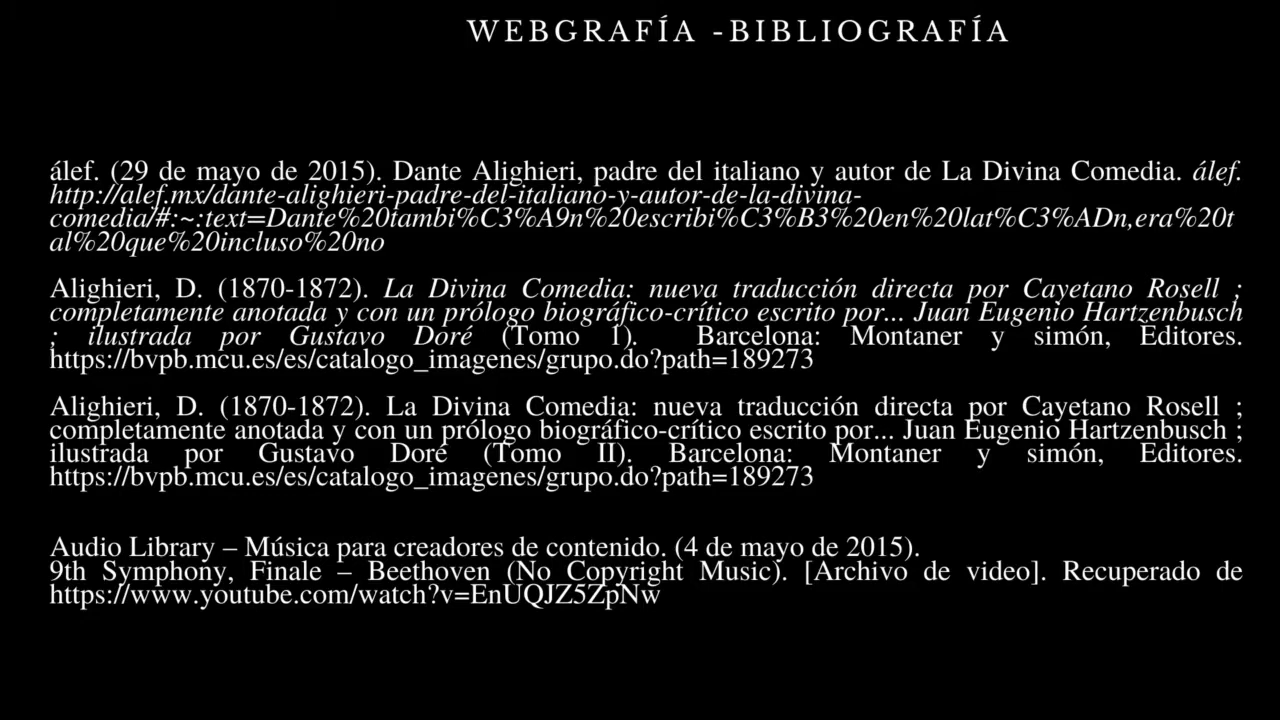 WEBGRAFÍA -BIBLIOGRAFÍA
álef. (29 de mayo de 2015). Dante Alighieri, padre del italiano y autor de La Divina Comedia. álef.
http://alef.mx/dante-alighieri-padre-del-italiano-y-autor-de-la-divina-
comedia/#:~:text=Dante%20tambi%C3%A9n%20escribi%C3%B3%20en%20lat%C3%ADn,era%20t
al%20que%20incluso%20no
Alighieri, D. (1870-1872). La Divina Comedia: nueva traducción directa por Cayetano Rosell ;
completamente anotada y con un prólogo biográfico-crítico escrito por... Juan Eugenio Hartzenbusch
; ilustrada por Gustavo Doré (Tomo 1). Barcelona: Montaner y simón, Editores.
https://bvpb.mcu.es/es/catalogo_imagenes/grupo.do?path=189273
Alighieri, D. (1870-1872). La Divina Comedia: nueva traducción directa por Cayetano Rosell ;
completamente anotada y con un prólogo biográfico-crítico escrito por... Juan Eugenio Hartzenbusch ;
ilustrada por Gustavo Doré (Tomo II). Barcelona: Montaner y simón, Editores.
https://bvpb.mcu.es/es/catalogo_imagenes/grupo.do?path=189273
Audio Library – Música para creadores de contenido. (4 de mayo de 2015).
9th Symphony, Finale – Beethoven (No Copyright Music). [Archivo de video]. Recuperado de
https://www.youtube.com/watch?v=EnUQJZ5ZpNw